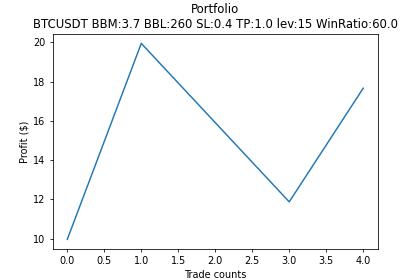 Portfolio
BTCUSDT BBM:3.7 BBL:260 SL:0.4 TP:1.0 lev:15 WinRatio:60.0
20
18
16
14
12
10
Profit ($)
0.0 0.5 1.0 1.5 2.0 2.5 3.0 3.5 4.0
Trade counts